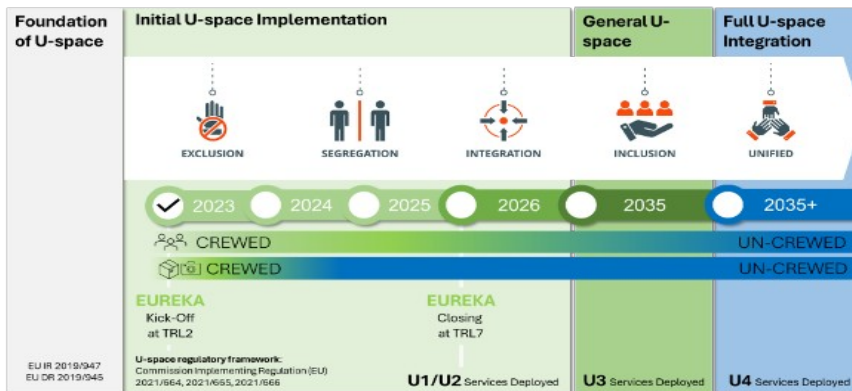 Foundation
of U-space
Initial U-space Implementation
General U-
space
Full U-space
Integration
EXCLUSION
SEGREGATION
INTEGRATION
INCLUSION
UNIFIED
2023
2024
2025
2026
2035
2035+
CREWED
UN-CREWED
CREWED
UN-CREWED
EUREKA
Kick-Off
at TRL2
EUREKA
Closing
at TRL7
EU IR 2019/947
EU DR 2019/945
U-space regulatory framework:
Commission Implementing Regulation (EU)
2021/664, 2021/665, 2021/666
U1/U2 Services Deployed
U3 Services Deployed
U4 Services Deployed